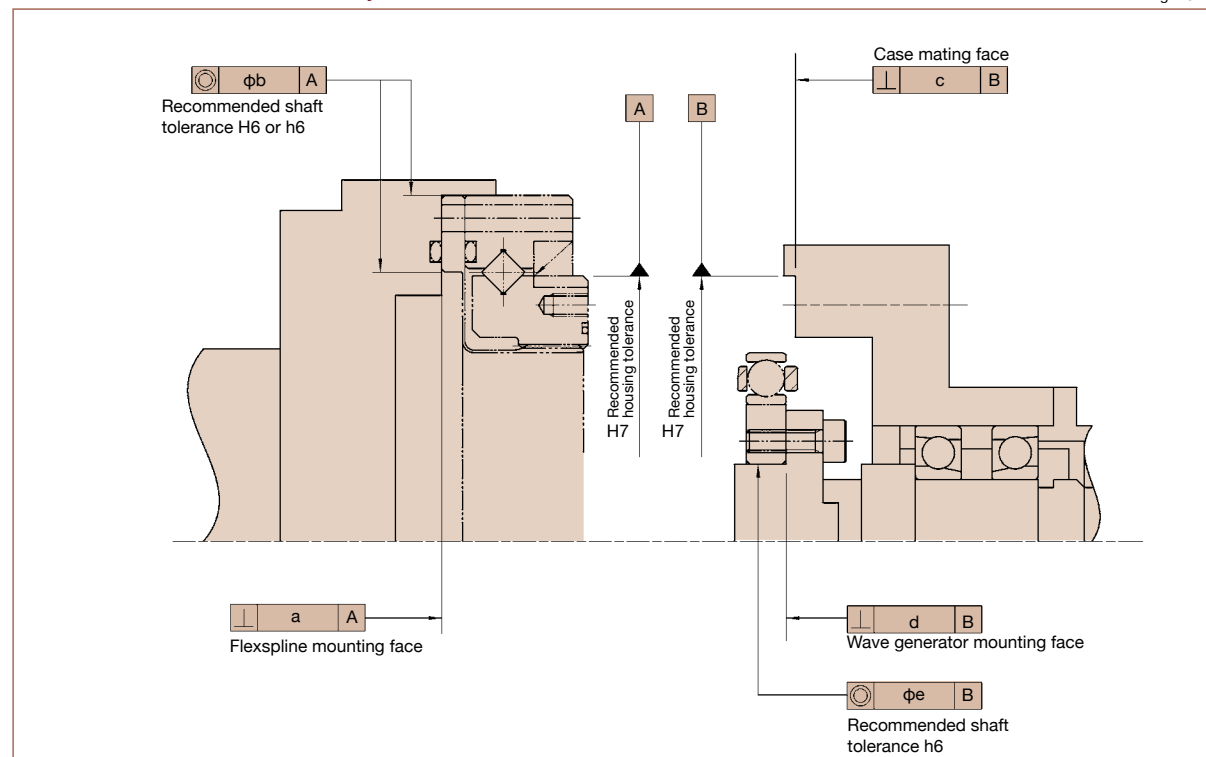 Case mating face
⊥ c B
◎ φb A
Recommended shaft
tolerance H6 or h6
A
B
Recommended
housing tolerance
H7
Recommended
housing tolerance
H7
⊥ a A
Flexspline mounting face
⊥ d B
Wave generator mounting face
◎ φe B
Recommended shaft
tolerance h6